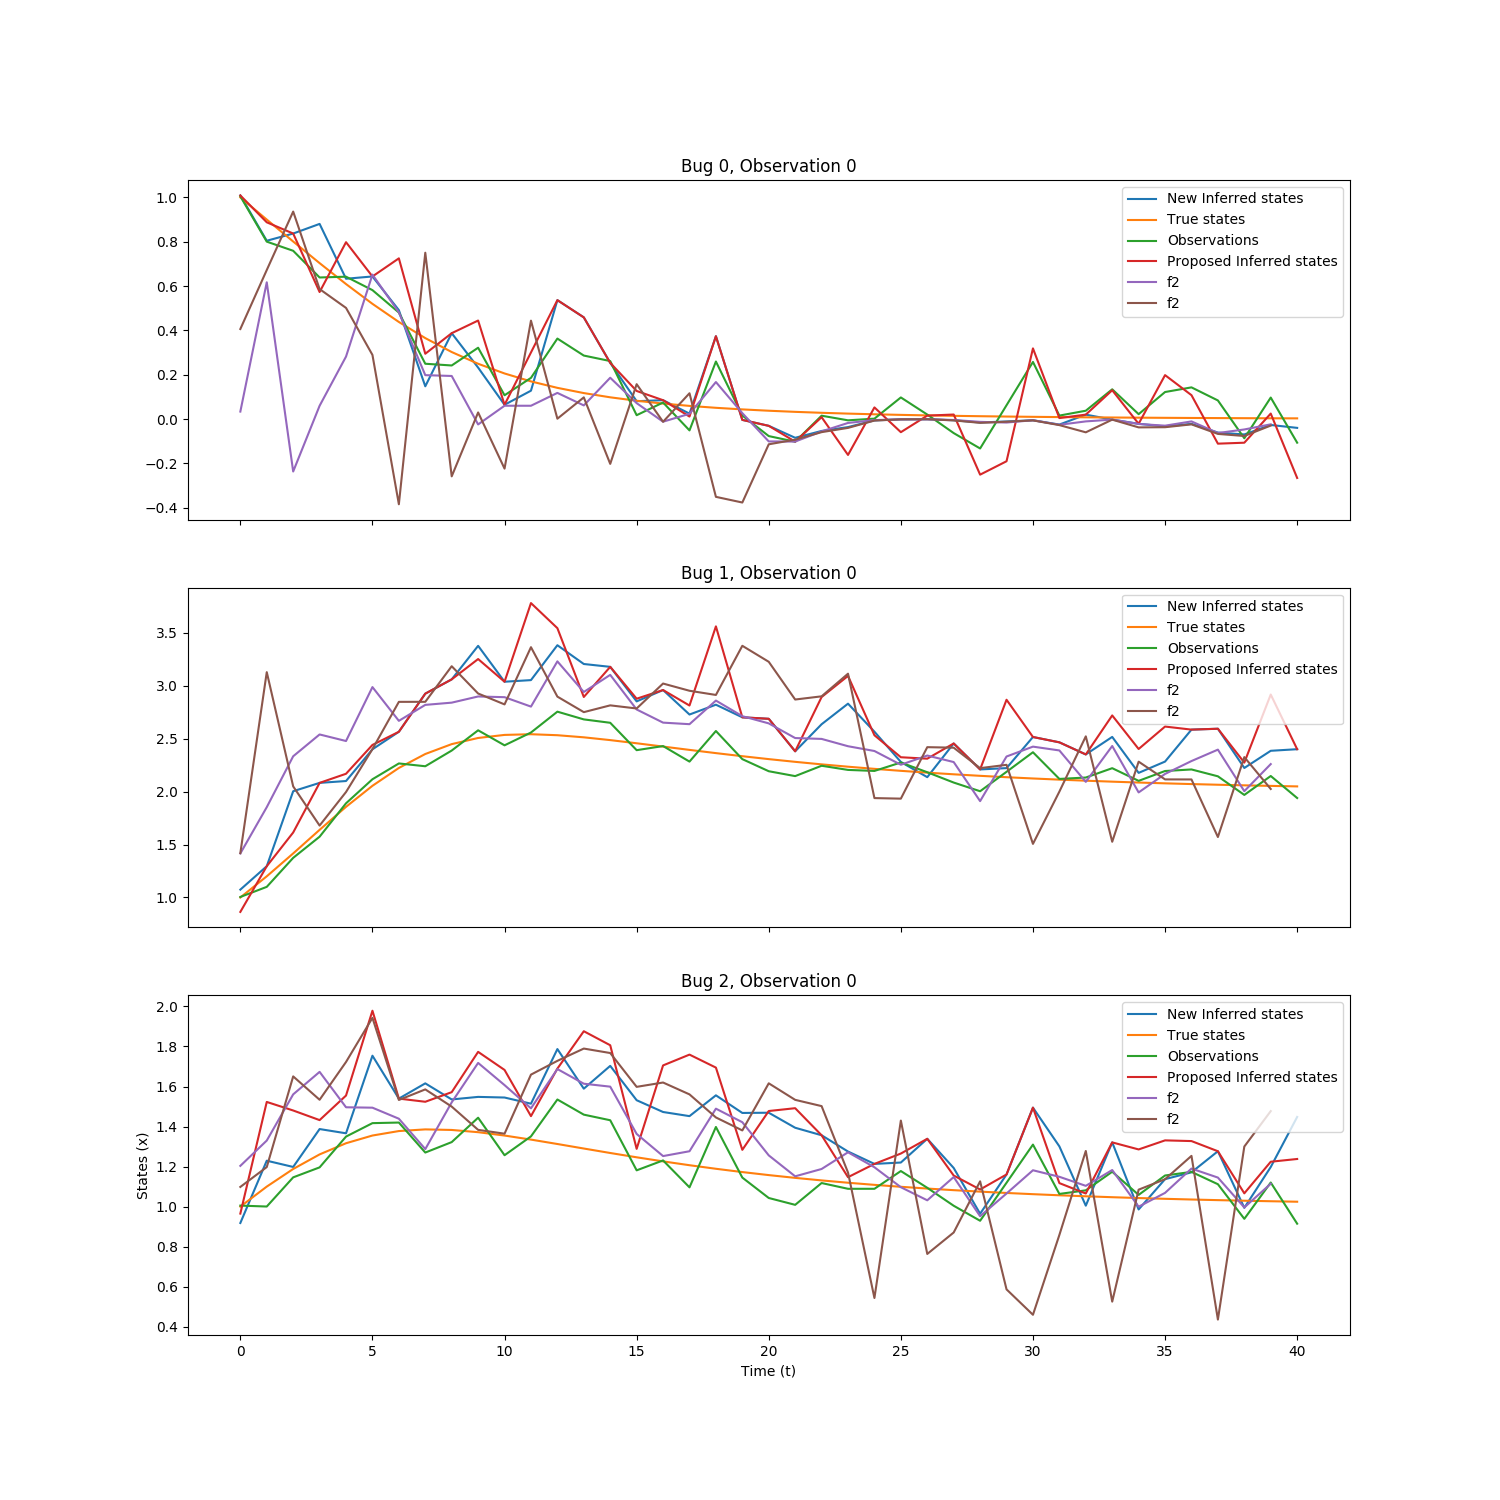 Bug 0, Observation 0
1.0
0.8
0.6
0.4
0.2
0.0
−0.2
−0.4
New Inferred states
True states
Observations
Proposed Inferred states
f2
f2
Bug 1, Observation 0
3.5
3.0
2.5
2.0
1.5
1.0
New Inferred states
True states
Observations
Proposed Inferred states
f2
f2
Bug 2, Observation 0
States (x)
2.0
1.8
1.6
1.4
1.2
1.0
0.8
0.6
0.4
New Inferred states
True states
Observations
Proposed Inferred states
f2
f2
0 5 10 15 20 25 30 35 40
Time (t)